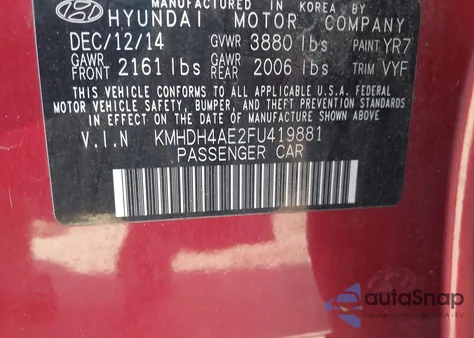 MANUFACTURED IN KOREA BY
HYUNDAI MOTOR COMPANY
DEC/12/14 GVWR 3880 lbs PAINT YR7
GAWR FRONT 2161 lbs GAWR REAR 2006 lbs TRIM VYF
THIS VEHICLE CONFORMS TO ALL APPLICABLE U.S.A. FEDERAL
MOTOR VEHICLE SAFETY, BUMPER, AND THEFT PREVENTION STANDARDS
IN EFFECT ON THE DATE OF MANUFACTURE SHOWN ABOVE.
V.I.N KMHDH4AE2FU419881
PASSENGER CAR
autaSnap